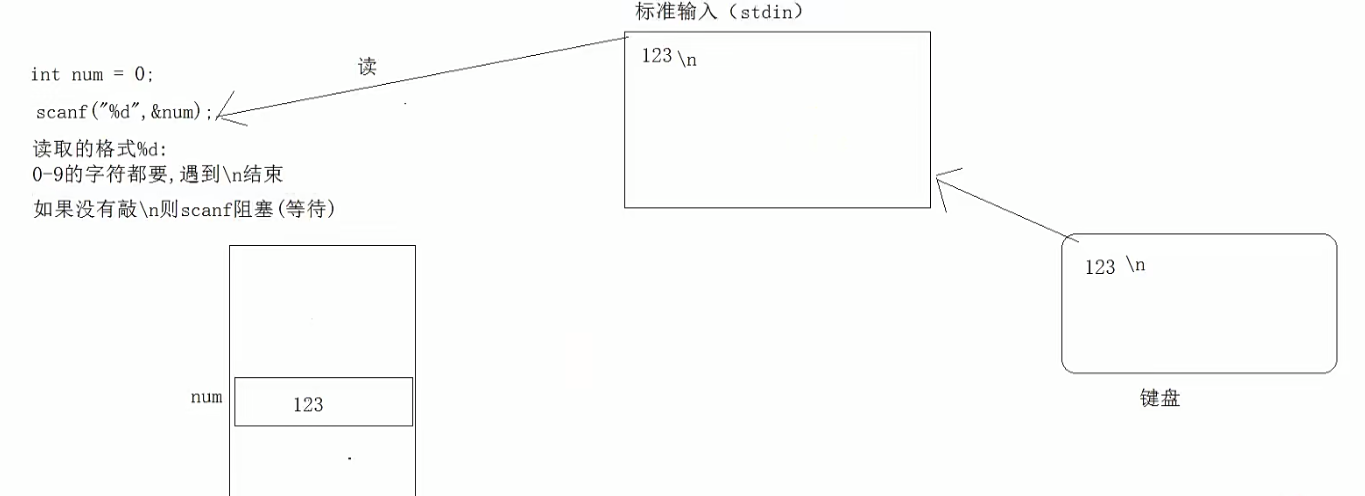 标准输入（stdin）
123\n
int num = 0;
读
scanf("%d",&num);
读取的格式%d:
0-9的字符都要,遇到\n结束
如果没有敲\n则scanf阻塞(等待)
123 \n
num
123
键盘